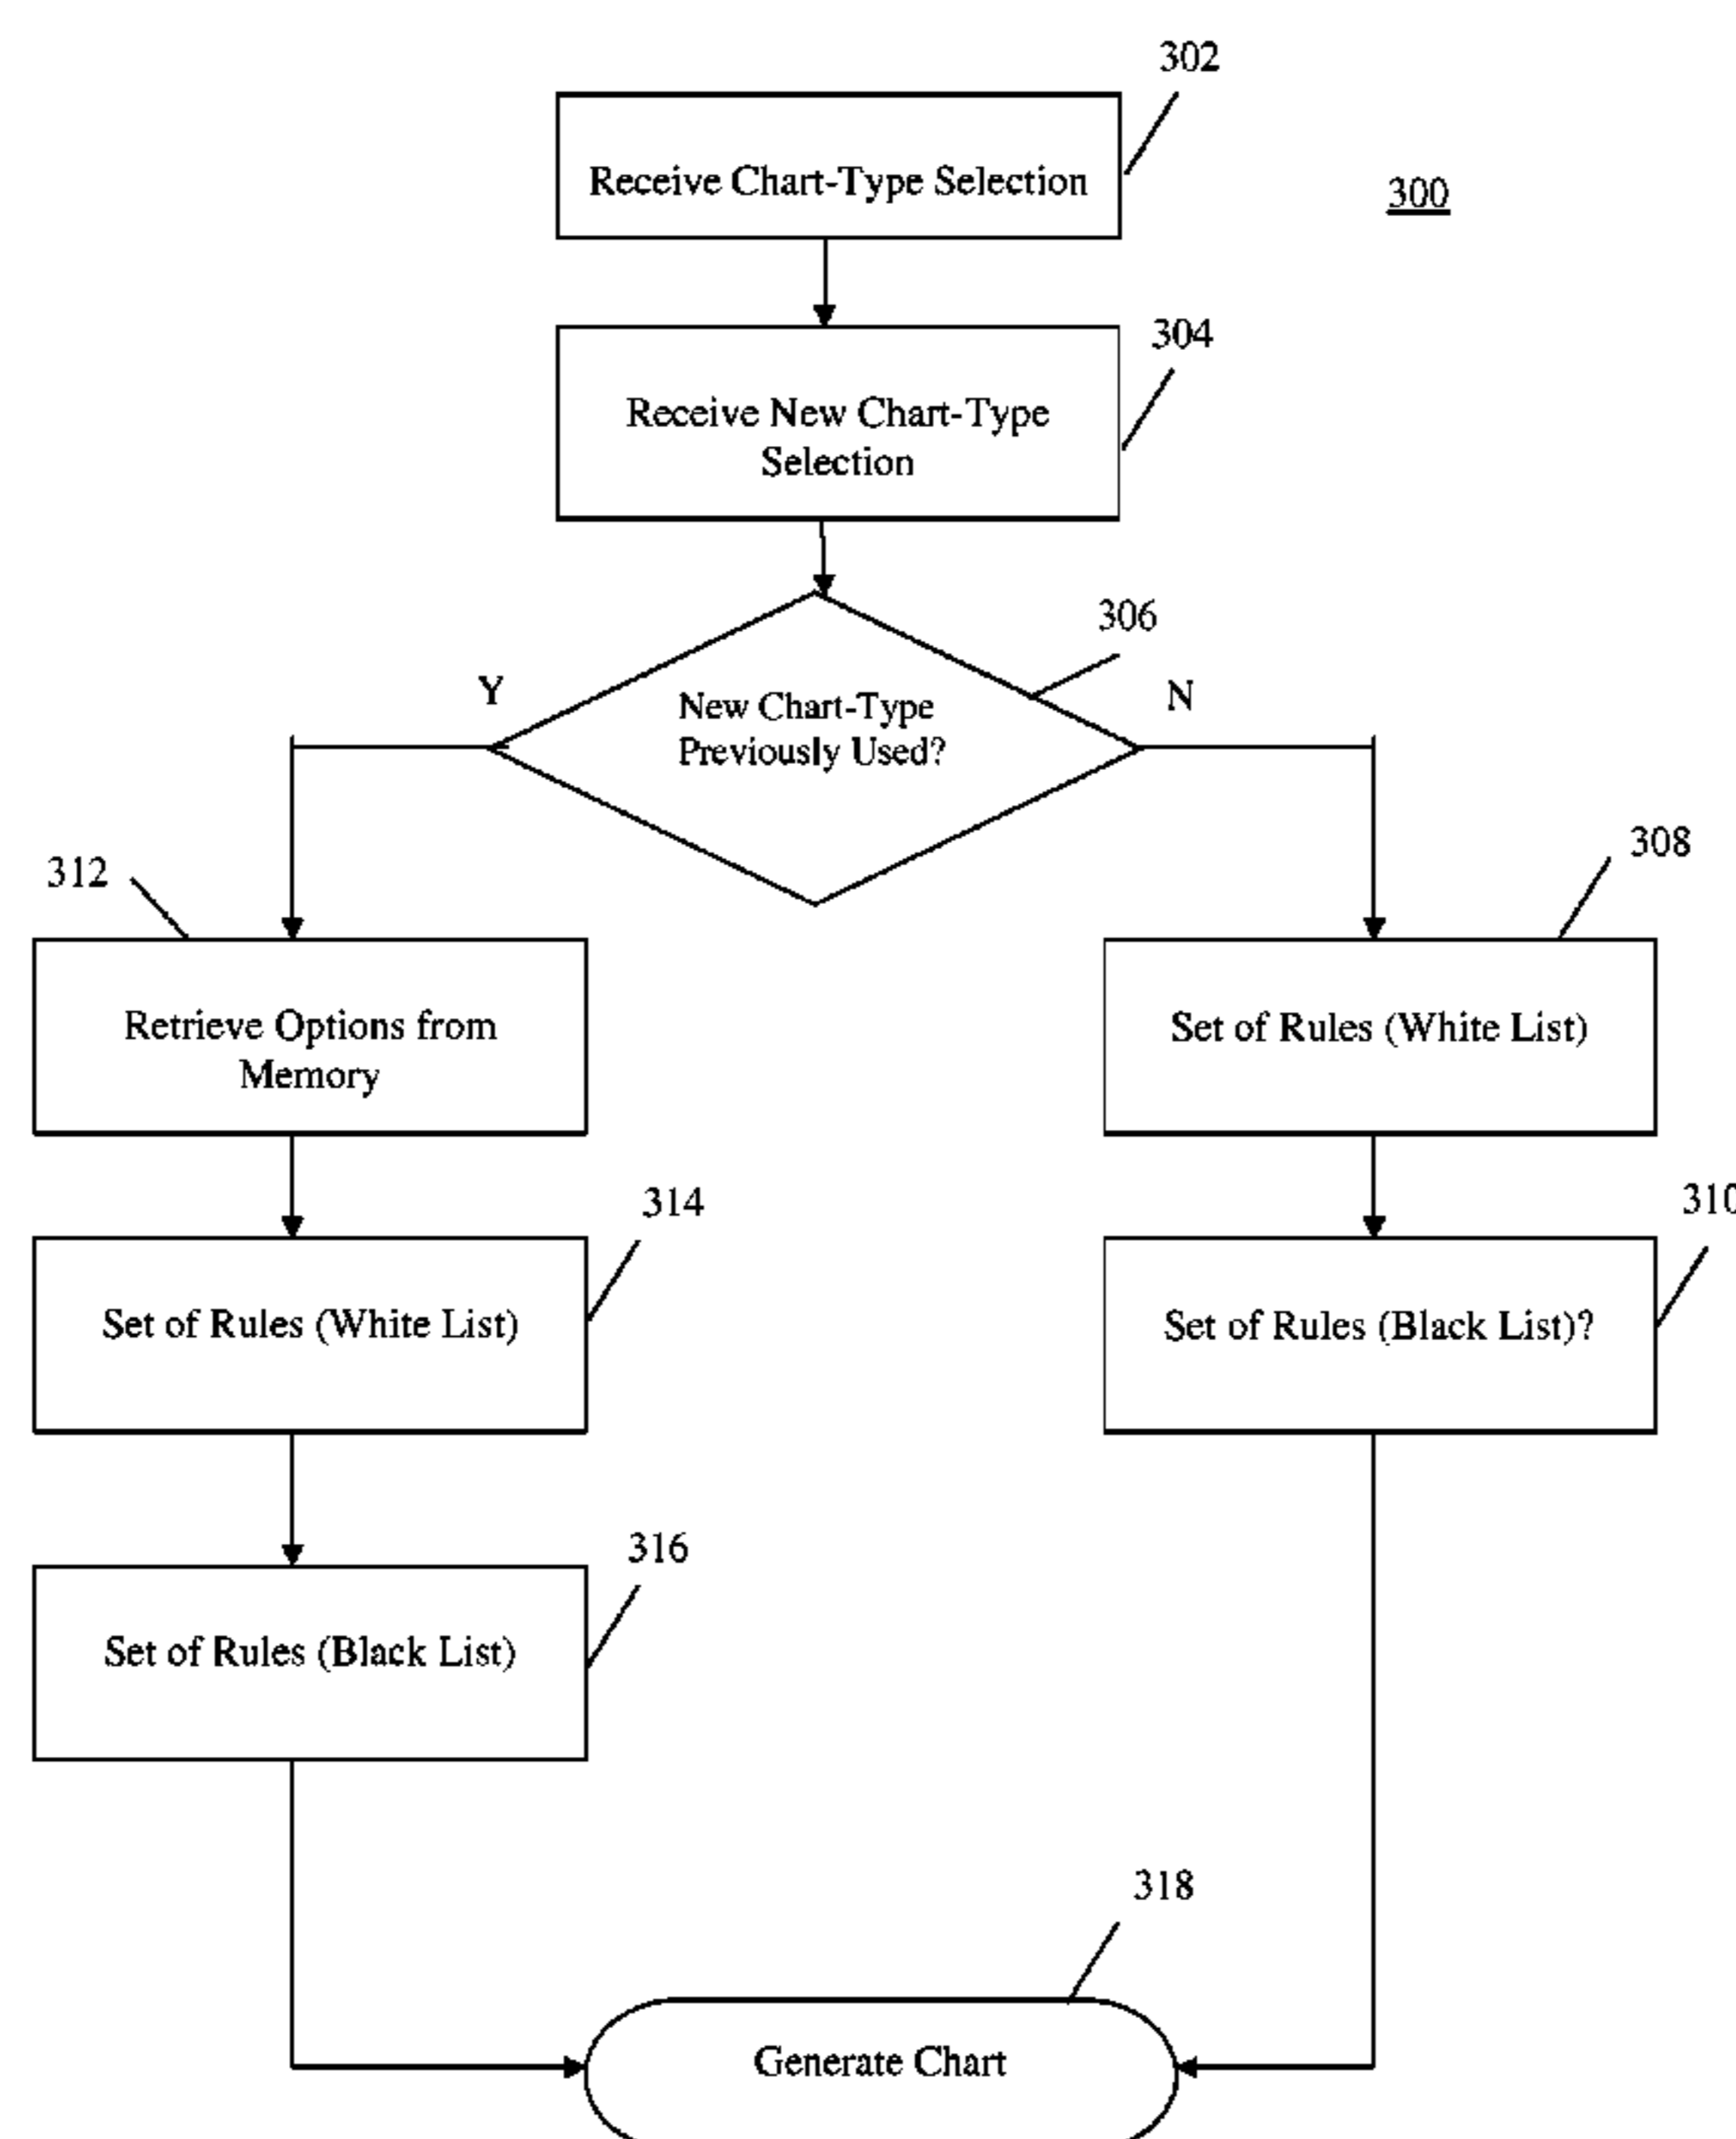 302
Receive Chart-Type Selection
300
304
Receive New Chart-Type
Selection
306
Y
New Chart-Type
Previously Used?
N
312
308
Retrieve Options from
Memory
Set of Rules (White List)
314
310
Set of Rules (White List)
Set of Rules (Black List)?
316
Set of Rules (Black List)
318
Generate Chart